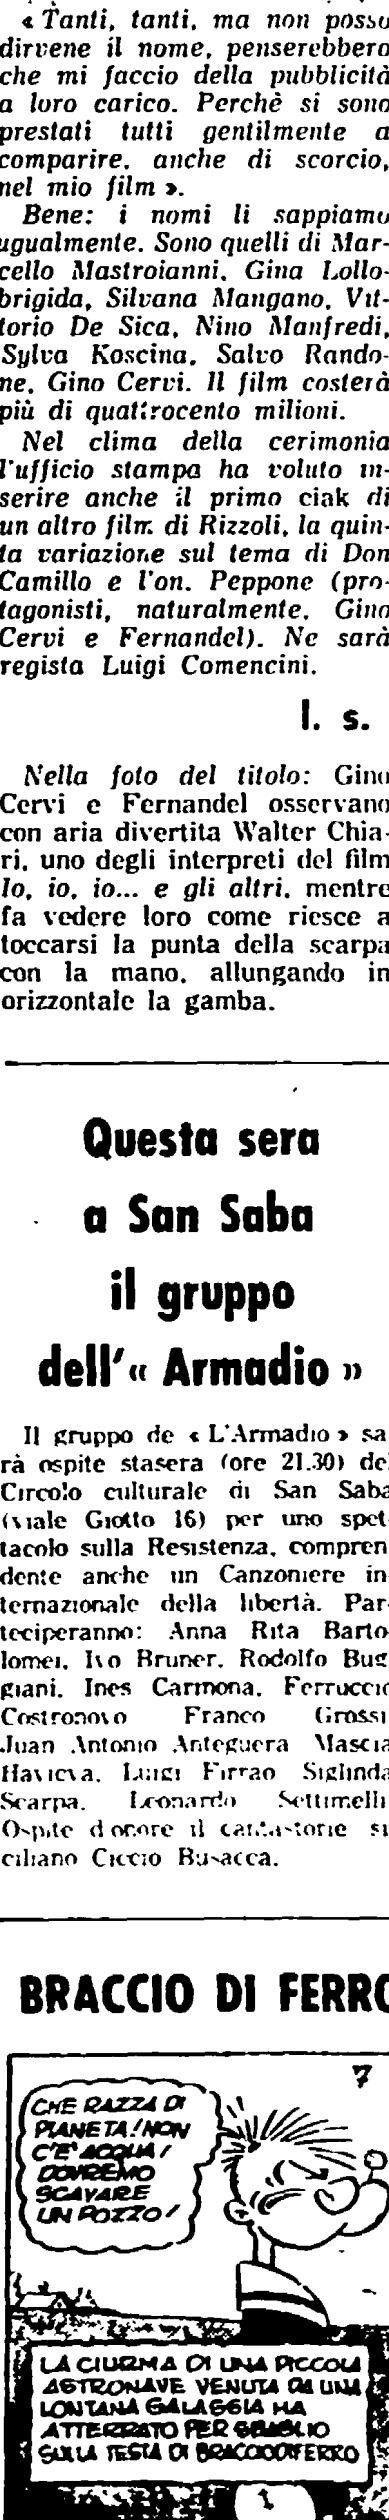 « Tanti, tanti, ma non posso
dirvene il nome, penserebbero
che mi faccio della pubblicità
a loro carico. Perchè si sono
prestati tutti gentilmente a
comparire, anche di scorcio,
nel mio film ».
Bene: i nomi li sappiamo
ugualmente. Sono quelli di Mar-
cello Mastroianni, Gina Lollo-
brigida, Silvana Mangano, Vit-
torio De Sica, Nino Manfredi,
Sylva Koscina, Salvo Rando-
ne, Gino Cervi. Il film costerà
più di quattrocento milioni.
Nel clima della cerimonia
l'ufficio stampa ha voluto in-
serire anche il primo ciak di
un altro film di Rizzoli, la quin-
ta variazione sul tema di Don
Camillo e l'on. Peppone (pro-
tagonisti, naturalmente, Gino
Cervi e Fernandel). Ne sarà
regista Luigi Comencini.
l. s.
Nella foto del titolo: Gino
Cervi e Fernandel osservano
con aria divertita Walter Chia-
ri, uno degli interpreti del film
Io, io, io... e gli altri, mentre
fa vedere loro come riesce a
toccarsi la punta della scarpa
con la mano, allungando in
orizzontale la gamba.
Questa sera
a San Saba
il gruppo
dell'« Armadio »
Il gruppo de « L'Armadio » sa
rà ospite stasera (ore 21.30) del
Circolo culturale di San Saba
(viale Giotto 16) per uno spet-
tacolo sulla Resistenza, compren
dente anche un Canzoniere in-
ternazionale della libertà. Par-
teciperanno: Anna Rita Barto
lomei, Ivo Bruner, Rodolfo Bug
giani, Ines Carmona, Ferruccio
Costronovo Franco Grossi
Juan Antonio Anteguera Mascia
Havieva, Luigi Firrao Siglinda
Scarpa, Leonardo Settimelli
Ospite d'onore il cantastorie si
ciliano Ciccio Busacca.
BRACCIO DI FERRO
7
CHE RAZZA DI
PIANETA! NON
C'E' ACQUA!
DOVREMO
SCAVARE
UN POZZO!
LA CIURMA DI UNA PICCOLA
ASTRONAVE VENUTA DA UNA
LONTANA GALASSIA HA
ATTERRATO PER SBAGLIO
SULLA TESTA DI BRACCIODIFERRO
1